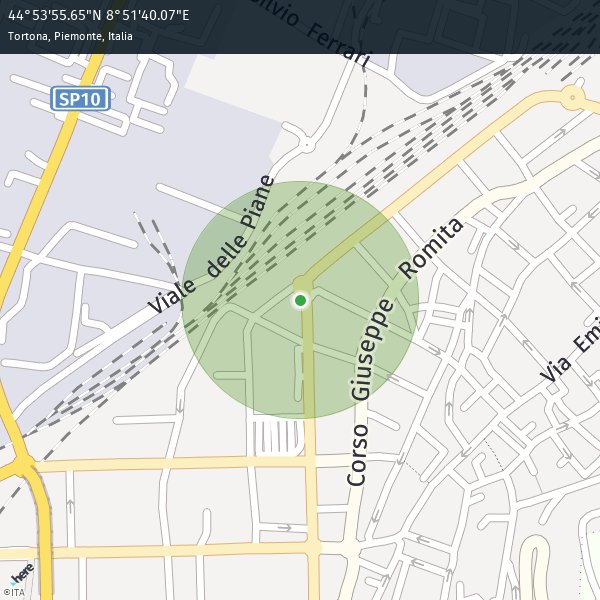 44°53'55.65"N 8°51'40.07"E
Tortona, Piemonte, Italia
Silvio Ferrari
SP10
Viale delle Piane
Corso Giuseppe Romita
Via Emi
here
©ITA